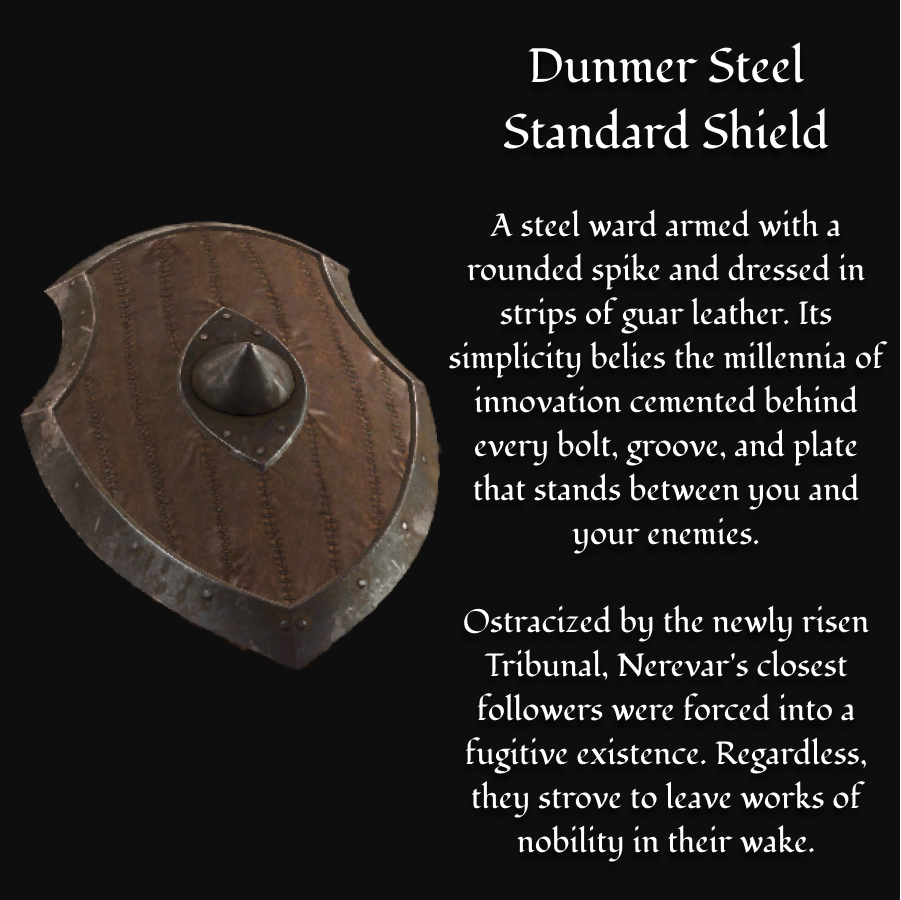 Dunmer Steel
Standard Shield
A steel ward armed with a
rounded spike and dressed in
strips of guar leather. Its
simplicity belies the millennia of
innovation cemented behind
every bolt, groove, and plate
that stands between you and
your enemies.
Ostracized by the newly risen
Tribunal, Nerevar's closest
followers were forced into a
fugitive existence. Regardless,
they strove to leave works of
nobility in their wake.